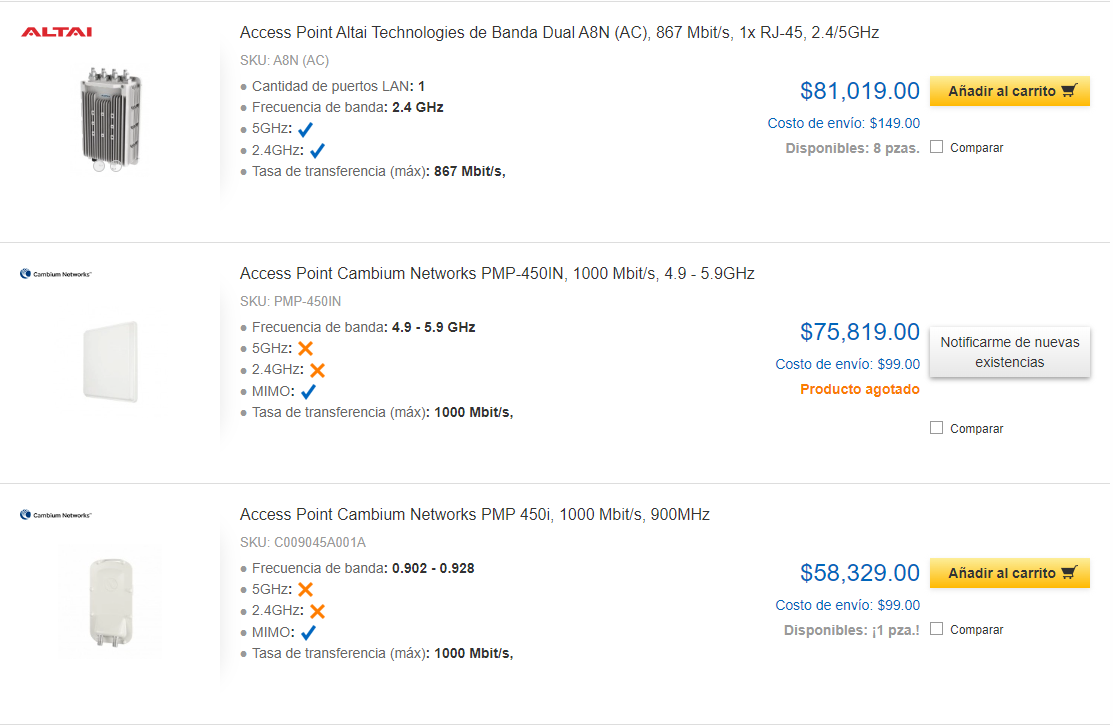 ALTAI
Access Point Altai Technologies de Banda Dual A8N (AC), 867 Mbit/s, 1x RJ-45, 2.4/5GHz
SKU: A8N (AC)
Cantidad de puertos LAN: 1
Frecuencia de banda: 2.4 GHz
5GHz:
2.4GHz:
Tasa de transferencia (máx): 867 Mbit/s,
$81,019.00
Añadir al carrito
Costo de envío: $149.00
Disponibles: 8 pzas.
Comparar
Cambium Networks™
Access Point Cambium Networks PMP-450IN, 1000 Mbit/s, 4.9 - 5.9GHz
SKU: PMP-450IN
Frecuencia de banda: 4.9 - 5.9 GHz
5GHz:
2.4GHz:
MIMO:
Tasa de transferencia (máx): 1000 Mbit/s,
$75,819.00
Notificarme de nuevas
existencias
Costo de envío: $99.00
Producto agotado
Comparar
Cambium Networks™
Access Point Cambium Networks PMP 450i, 1000 Mbit/s, 900MHz
SKU: C009045A001A
Frecuencia de banda: 0.902 - 0.928
5GHz:
2.4GHz:
MIMO:
Tasa de transferencia (máx): 1000 Mbit/s,
$58,329.00
Añadir al carrito
Costo de envío: $99.00
Disponibles: ¡1 pza.!
Comparar